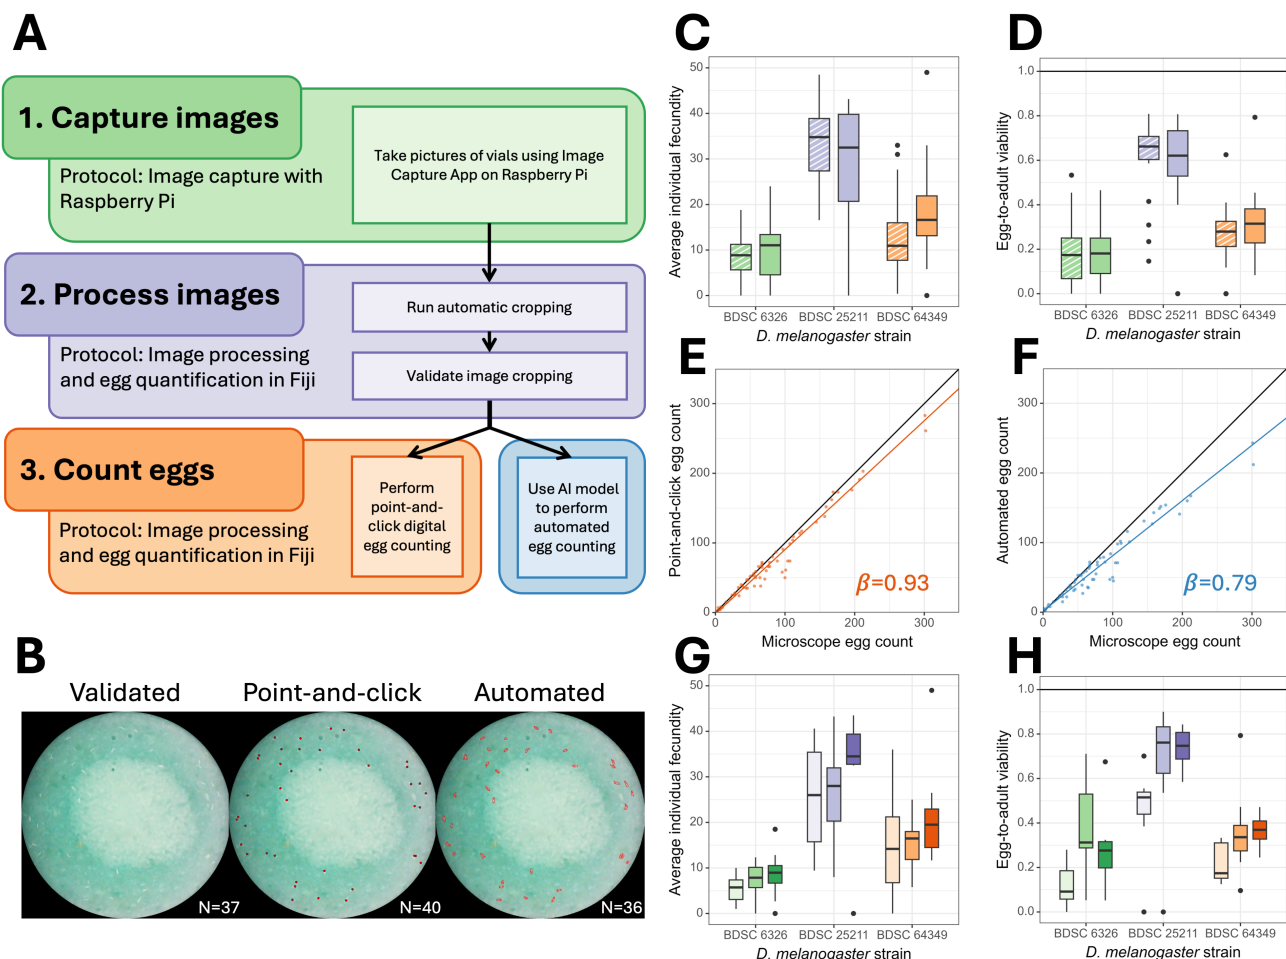 A
1. Capture images
Protocol: Image capture with
Raspberry Pi
Take pictures of vials using Image
Capture App on Raspberry Pi
2. Process images
Protocol: Image processing
and egg quantification in Fiji
Run automatic cropping
Validate image cropping
3. Count eggs
Protocol: Image processing
and egg quantification in Fiji
Perform
point-and-
click digital
egg counting
Use AI model
to perform
automated
egg counting
B
Validated
Point-and-click
Automated
N=37
N=40
N=36
C
Average individual fecundity
50
40
30
20
10
0
BDSC 6326
BDSC 25211
BDSC 64349
D. melanogaster strain
D
Egg-to-adult viability
1.0
0.8
0.6
0.4
0.2
0.0
BDSC 6326
BDSC 25211
BDSC 64349
D. melanogaster strain
E
Point-and-click egg count
300
200
100
0
0
100
200
300
β=0.93
Microscope egg count
F
Automated egg count
300
200
100
0
0
100
200
300
β=0.79
Microscope egg count
G
Average individual fecundity
50
40
30
20
10
0
BDSC 6326
BDSC 25211
BDSC 64349
D. melanogaster strain
H
Egg-to-adult viability
1.0
0.8
0.6
0.4
0.2
0.0
BDSC 6326
BDSC 25211
BDSC 64349
D. melanogaster strain